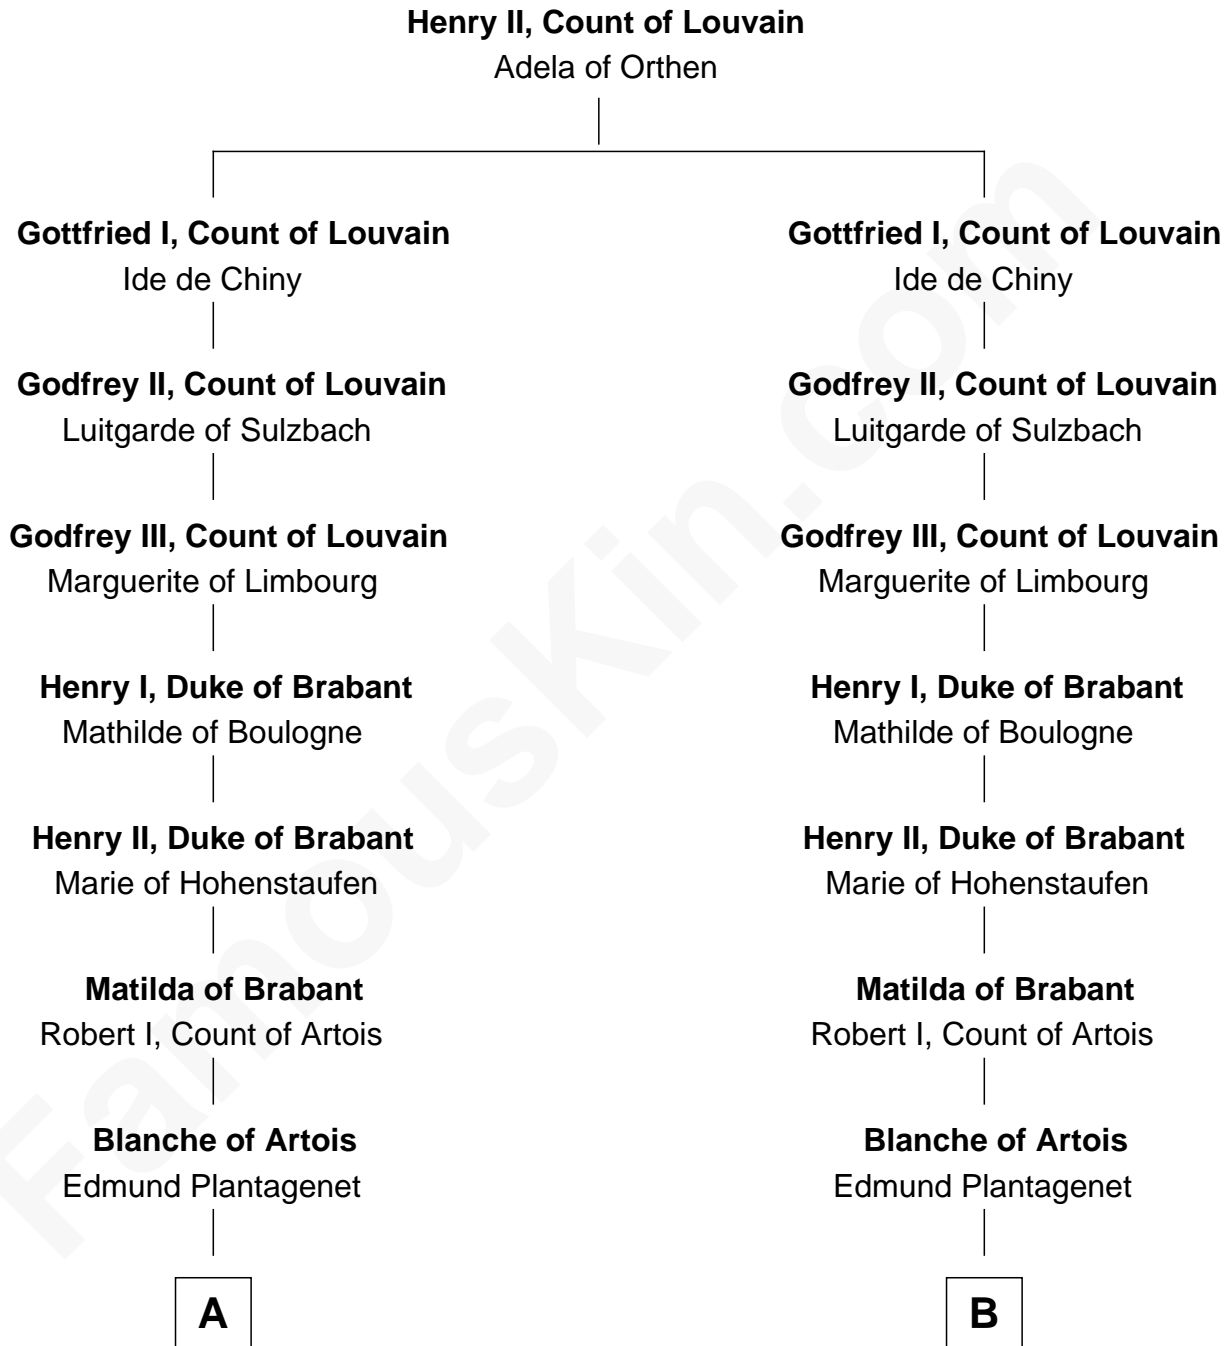 Henry II, Count of Louvain
Adela of Orthen
Gottfried I, Count of Louvain
Ide de Chiny
Gottfried I, Count of Louvain
Ide de Chiny
Godfrey II, Count of Louvain
Luitgarde of Sulzbach
Godfrey II, Count of Louvain
Luitgarde of Sulzbach
Godfrey III, Count of Louvain
Marguerite of Limbourg
Godfrey III, Count of Louvain
Marguerite of Limbourg
Henry I, Duke of Brabant
Mathilde of Boulogne
Henry I, Duke of Brabant
Mathilde of Boulogne
Henry II, Duke of Brabant
Marie of Hohenstaufen
Henry II, Duke of Brabant
Marie of Hohenstaufen
Matilda of Brabant
Robert I, Count of Artois
Matilda of Brabant
Robert I, Count of Artois
Blanche of Artois
Edmund Plantagenet
Blanche of Artois
Edmund Plantagenet
A
B
FamousKin.com